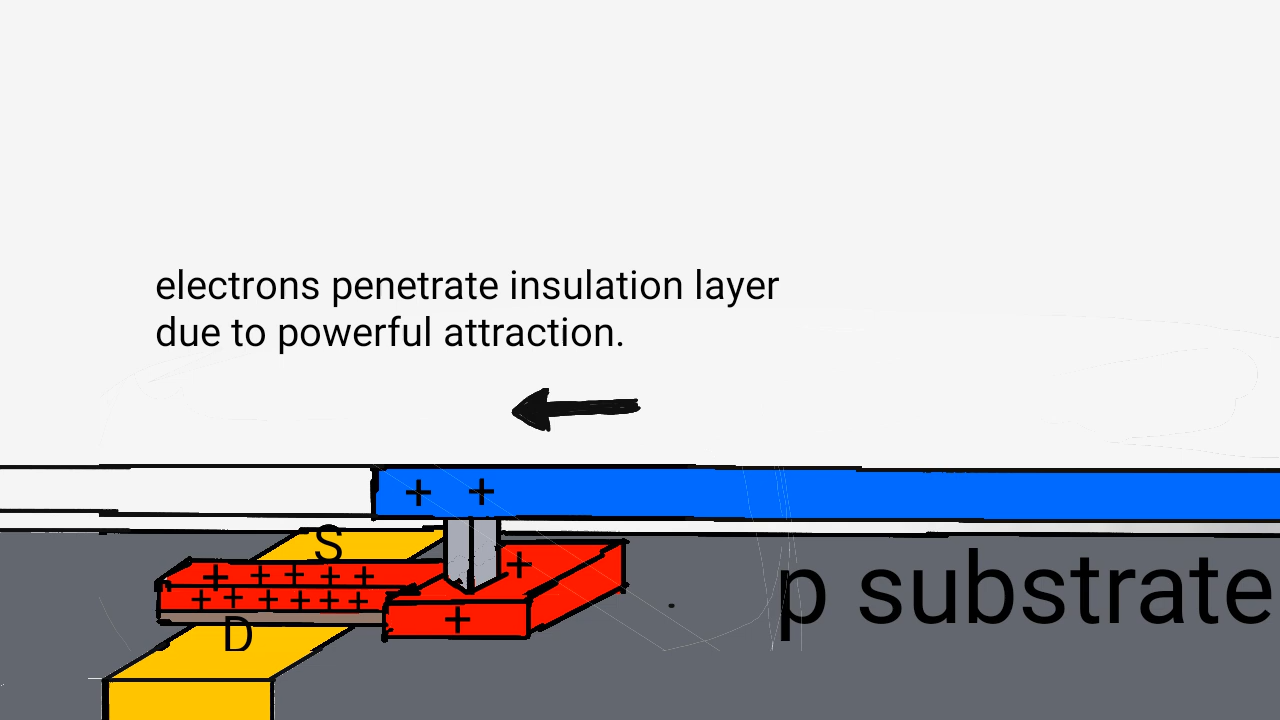 electrons penetrate insulation layer
due to powerful attraction.
+ +
S
+ + + + + +
+ + + + + +
+
D
p substrate